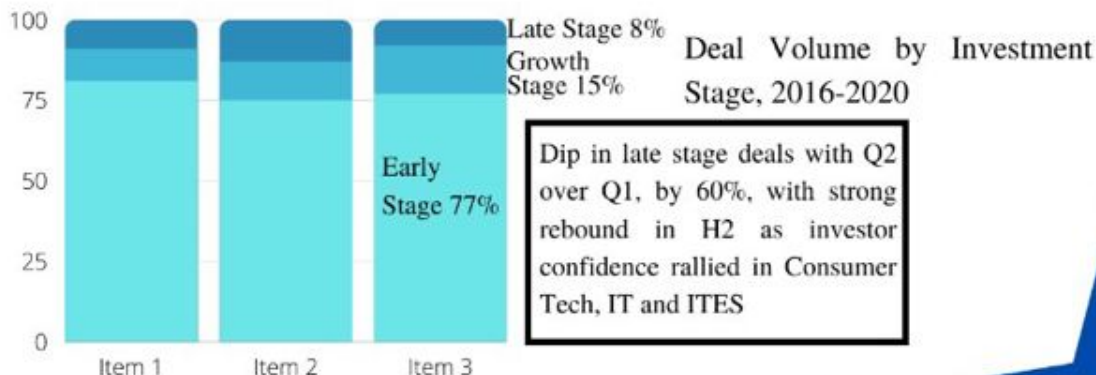 100
75
50
25
0
Item 1
Item 2
Item 3
Early
Stage 77%
Late Stage 8%
Growth
Stage 15%
Deal Volume by Investment
Stage, 2016-2020
Dip in late stage deals with Q2
over Q1, by 60%, with strong
rebound in H2 as investor
confidence rallied in Consumer
Tech, IT and ITES